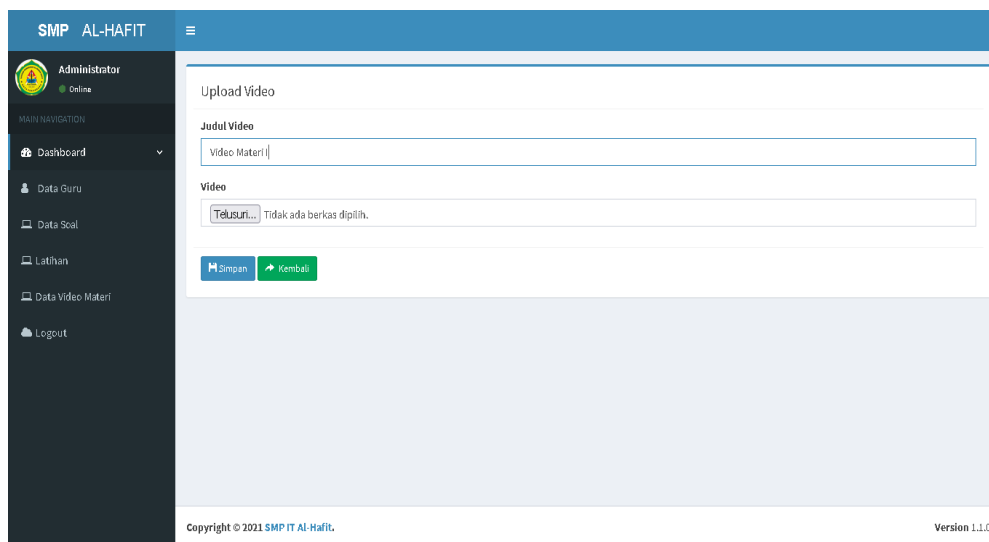 SMP AL-HAFIT
Administrator
Online
MAIN NAVIGATION
Dashboard
Data Guru
Data Soal
Latihan
Data Video Materi
Logout
Upload Video
Judul Video
Video Materi I
Video
Telusuri... Tidak ada berkas dipilih.
Simpan Kembali
Copyright © 2021 SMP IT Al-Hafit. Version 1.1.0